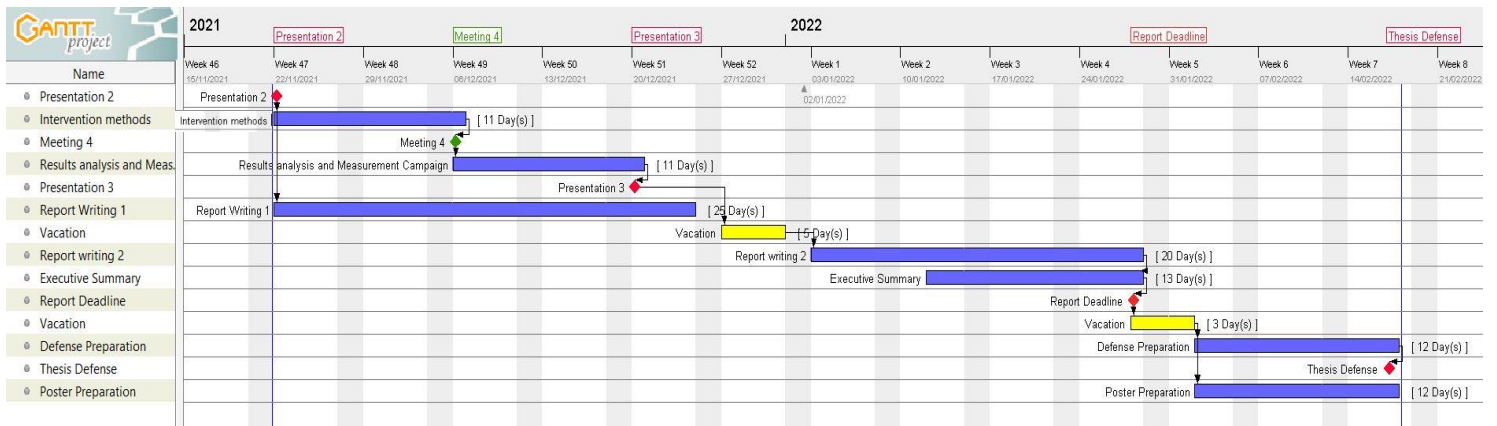 GANTT
project
2021
2022
Presentation 2
Meeting 4
Presentation 3
Report Deadline
Thesis Defense
Name
Week 46
Week 47
Week 48
Week 49
Week 50
Week 51
Week 52
Week 1
Week 2
Week 3
Week 4
Week 5
Week 6
Week 7
Week 8
15/11/2021
22/11/2021
29/11/2021
06/12/2021
13/12/2021
20/12/2021
27/12/2021
03/01/2022
10/01/2022
17/01/2022
24/01/2022
31/01/2022
07/02/2022
14/02/2022
21/02/2022
02/01/2022
Presentation 2
Presentation 2
Intervention methods
Intervention methods
[ 11 Day(s) ]
Meeting 4
Meeting 4
Results analysis and Meas.
Results analysis and Measurement Campaign
[ 11 Day(s) ]
Presentation 3
Presentation 3
Report Writing 1
Report Writing 1
[ 25 Day(s) ]
Vacation
Vacation
[ 5 Day(s) ]
Report writing 2
Report writing 2
[ 20 Day(s) ]
Executive Summary
Executive Summary
[ 13 Day(s) ]
Report Deadline
Report Deadline
Vacation
Vacation
[ 3 Day(s) ]
Defense Preparation
Defense Preparation
[ 12 Day(s) ]
Thesis Defense
Thesis Defense
Poster Preparation
Poster Preparation
[ 12 Day(s) ]